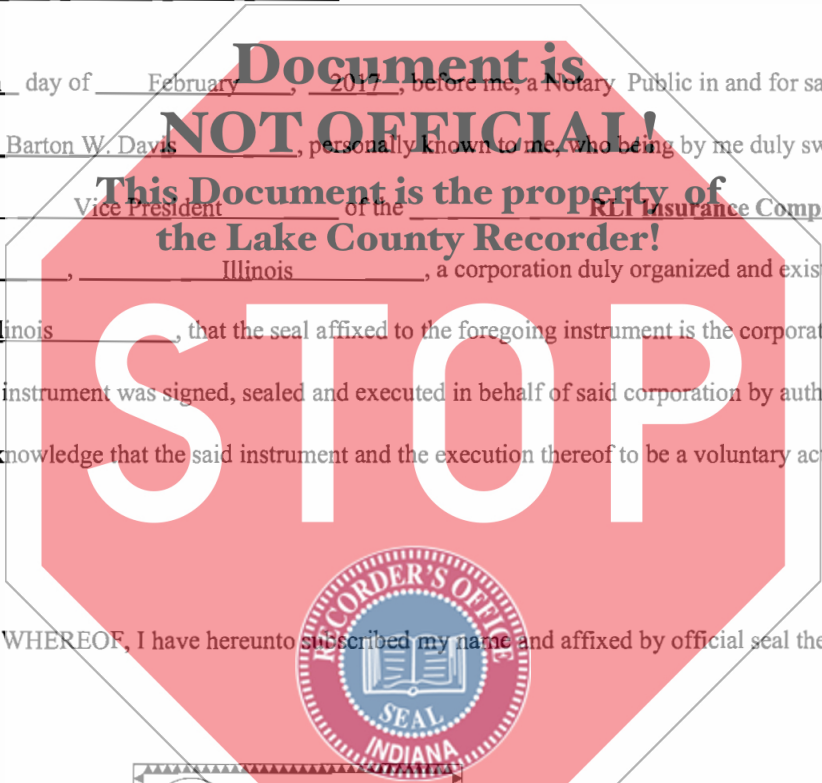 Document is
day of February, 2017, before me, a Notary Public in and for sa
NOT OFFICIAL!
Barton W. Davis, personally known to me, who being by me duly sw
This Document is the property of
Vice President of the RLI Insurance Comp
the Lake County Recorder!
, Illinois, a corporation duly organized and exis
linois, that the seal affixed to the foregoing instrument is the corporat
STOP
instrument was signed, sealed and executed in behalf of said corporation by auth
knowledge that the said instrument and the execution thereof to be a voluntary ac
RECORDER'S OFFICE
WHEREOF, I have hereunto subscribed my name and affixed by official seal the
SEAL
INDIANA